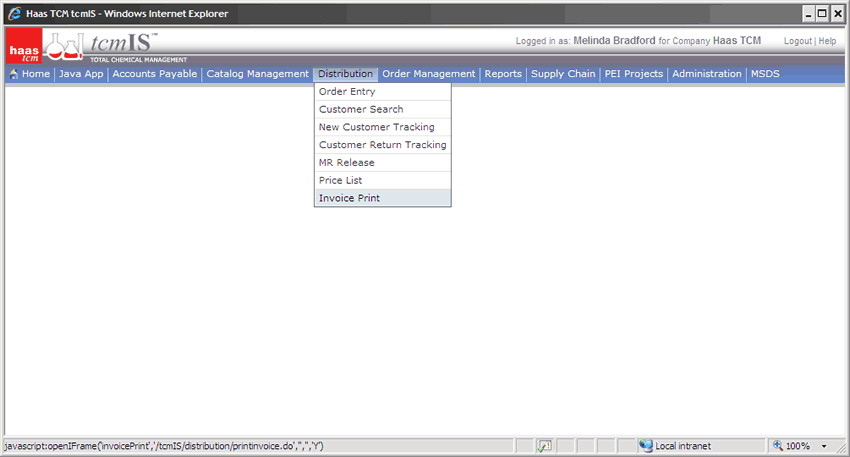 Haas TCM tcmIS - Windows Internet Explorer
haas tcm
tcmIS™
TOTAL CHEMICAL MANAGEMENT
Logged in as: Melinda Bradford for Company Haas TCM Logout | Help
Home Java App Accounts Payable Catalog Management Distribution Order Management Reports Supply Chain PEI Projects Administration MSDS
Order Entry
Customer Search
New Customer Tracking
Customer Return Tracking
MR Release
Price List
Invoice Print
javascript:openIFrame('invoicePrint','/tcmIS/distribution/printinvoice.do','','','Y') Local intranet 100%